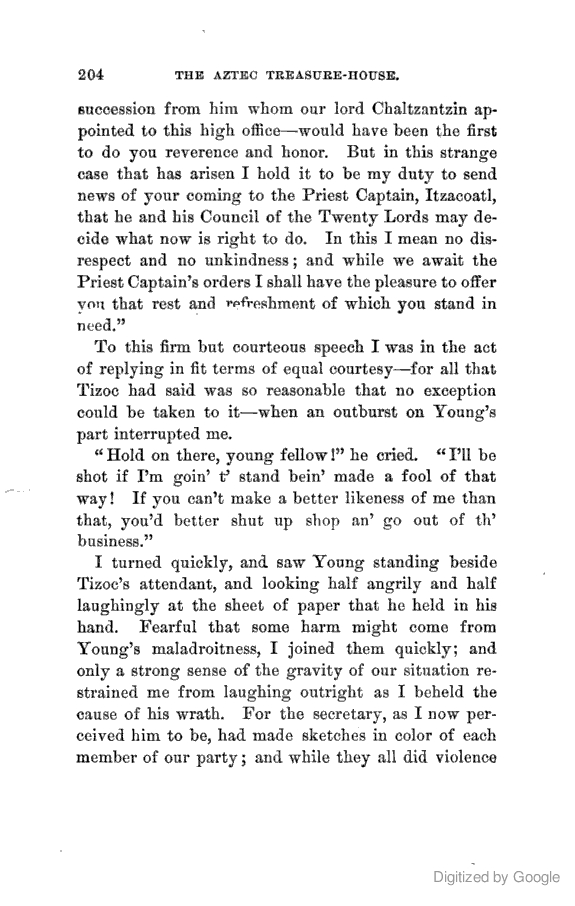 204 THE AZTEC TREASURE-HOUSE.
succession from him whom our lord Chaltzantzin ap-
pointed to this high office—would have been the first
to do you reverence and honor. But in this strange
case that has arisen I hold it to be my duty to send
news of your coming to the Priest Captain, Itzacoatl,
that he and his Council of the Twenty Lords may de-
cide what now is right to do. In this I mean no dis-
respect and no unkindness; and while we await the
Priest Captain's orders I shall have the pleasure to offer
you that rest and refreshment of which you stand in
need."
To this firm but courteous speech I was in the act
of replying in fit terms of equal courtesy—for all that
Tizoc had said was so reasonable that no exception
could be taken to it—when an outburst on Young's
part interrupted me.
"Hold on there, young fellow!" he cried. "I'll be
shot if I'm goin' t' stand bein' made a fool of that
way! If you can't make a better likeness of me than
that, you'd better shut up shop an' go out of th'
business."
I turned quickly, and saw Young standing beside
Tizoc's attendant, and looking half angrily and half
laughingly at the sheet of paper that he held in his
hand. Fearful that some harm might come from
Young's maladroitness, I joined them quickly; and
only a strong sense of the gravity of our situation re-
strained me from laughing outright as I beheld the
cause of his wrath. For the secretary, as I now per-
ceived him to be, had made sketches in color of each
member of our party; and while they all did violence
Digitized by Google